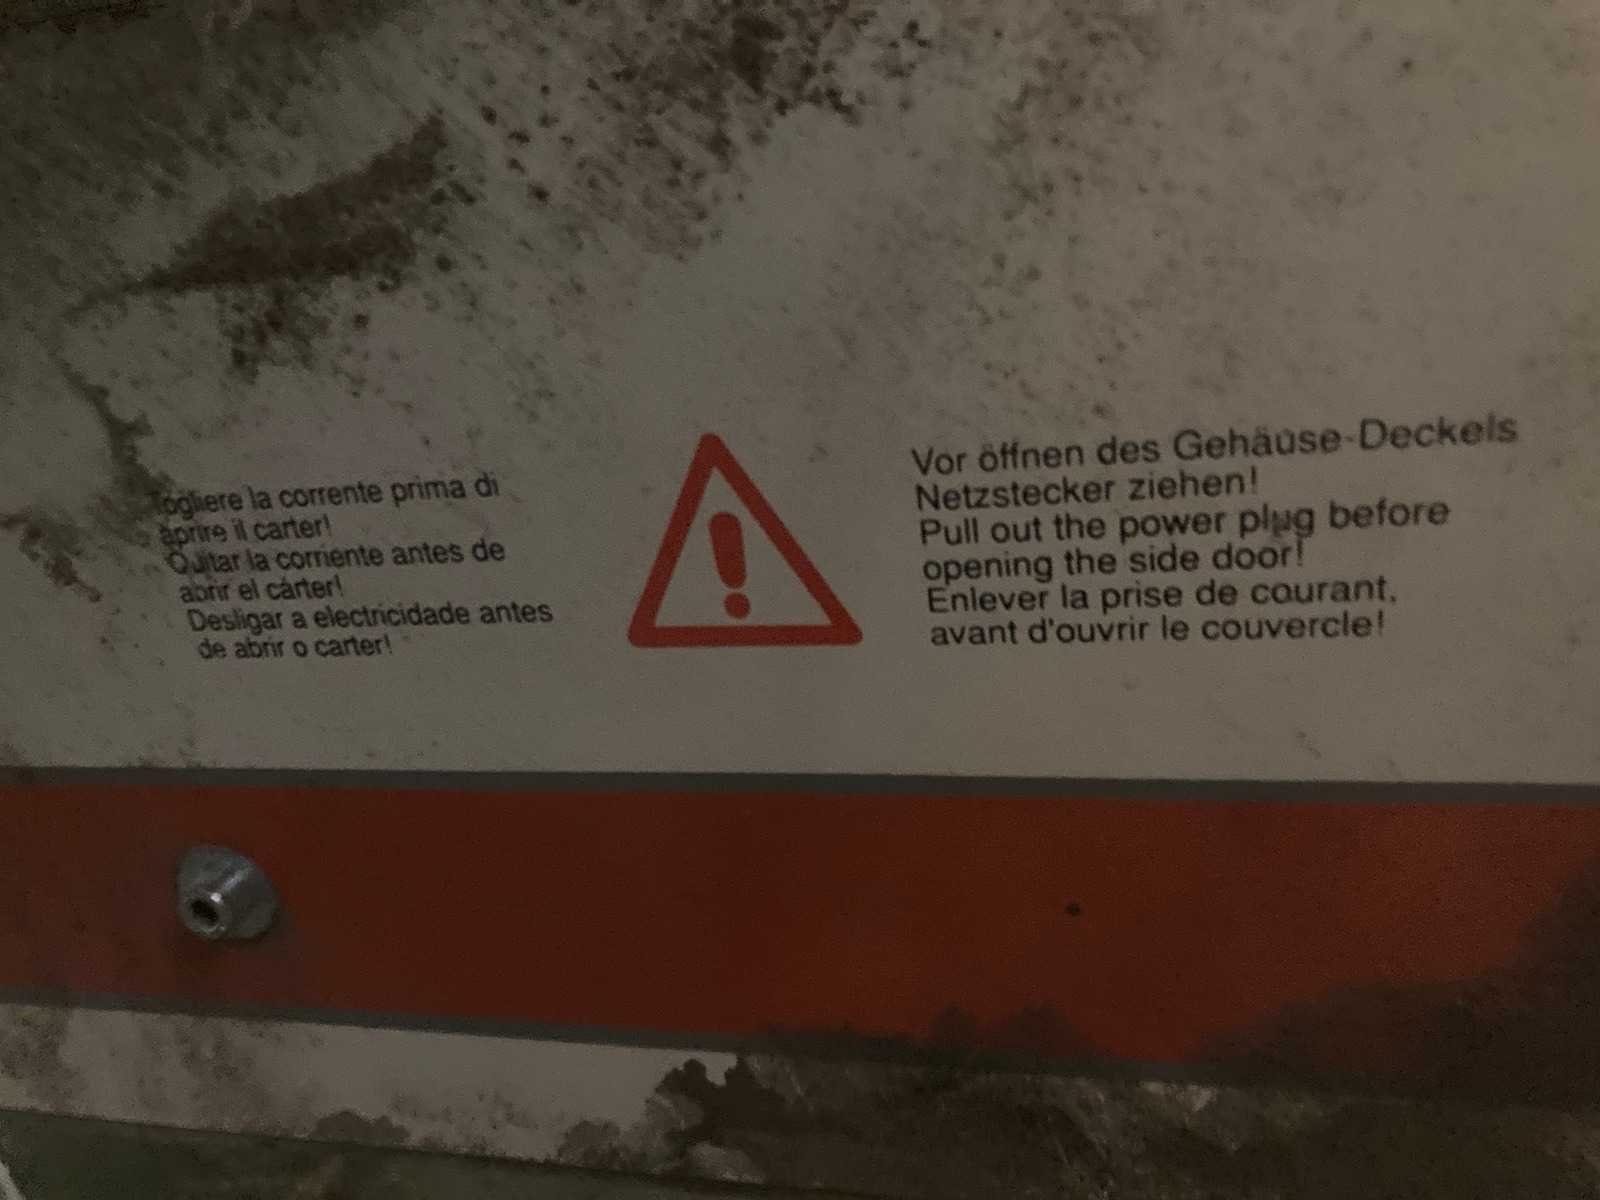 Togliere la corrente prima di
aprire il carter!
Quitar la corriente antes de
abrir el cárter!
Desligar a electricidade antes
de abrir o carter!
Vor öffnen des Gehäuse-Deckels
Netzstecker ziehen!
Pull out the power plug before
opening the side door!
Enlever la prise de courant,
avant d'ouvrir le couvercle!